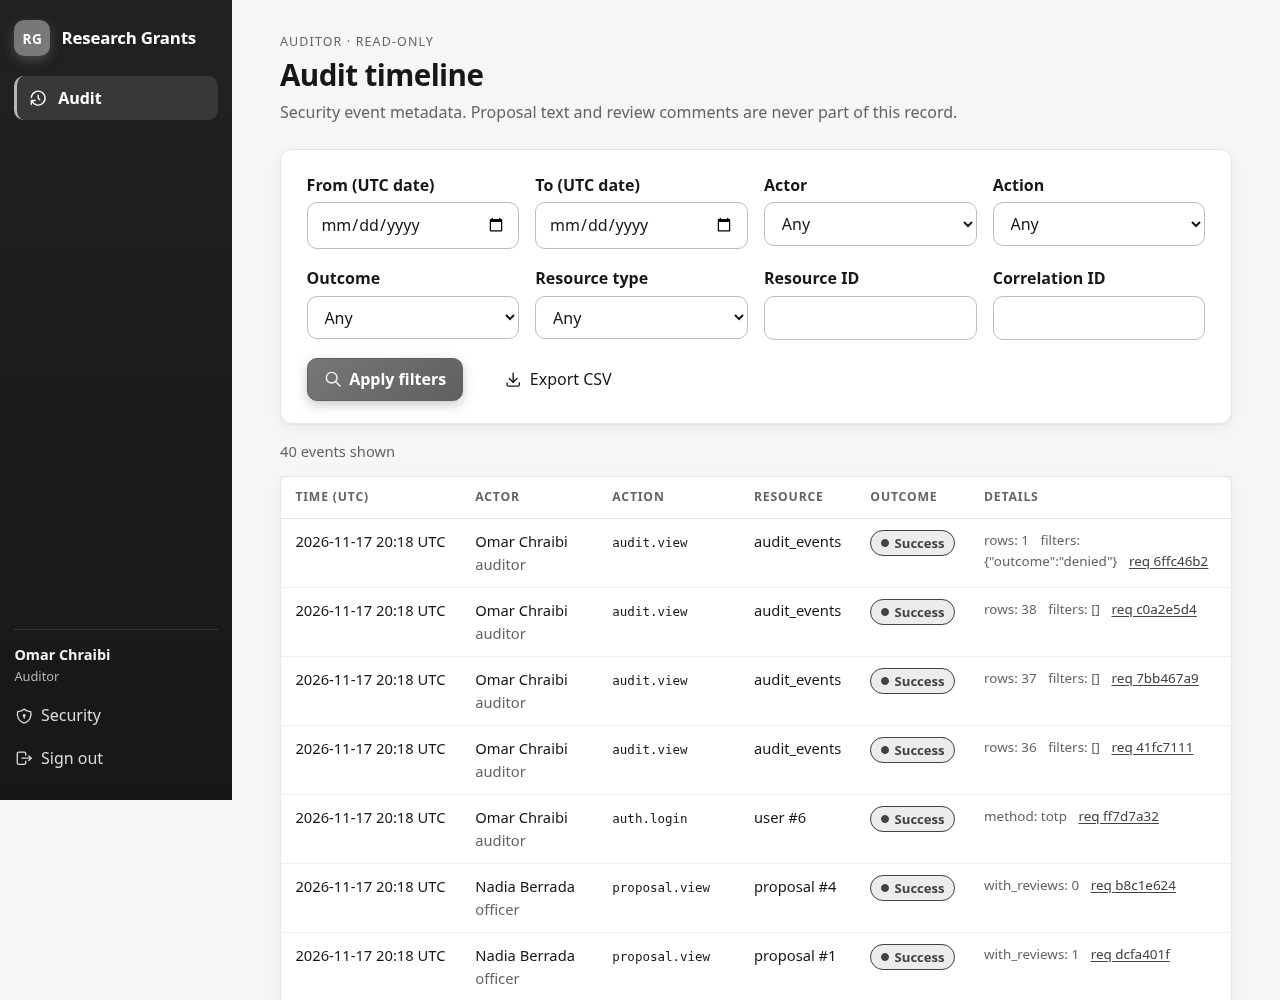 RG Research Grants
Audit
Omar Chraibi
Auditor
Security
Sign out
AUDITOR · READ-ONLY
Audit timeline
Security event metadata. Proposal text and review comments are never part of this record.
From (UTC date) To (UTC date) Actor Action
mm/dd/yyyy mm/dd/yyyy Any Any
Outcome Resource type Resource ID Correlation ID
Any Any
Apply filters Export CSV
40 events shown
TIME (UTC) ACTOR ACTION RESOURCE OUTCOME DETAILS
2026-11-17 20:18 UTC Omar Chraibi audit.view audit_events Success rows: 1 filters:
auditor {"outcome":"denied"} req 6ffc46b2
2026-11-17 20:18 UTC Omar Chraibi audit.view audit_events Success rows: 38 filters: [] req c0a2e5d4
auditor
2026-11-17 20:18 UTC Omar Chraibi audit.view audit_events Success rows: 37 filters: [] req 7bb467a9
auditor
2026-11-17 20:18 UTC Omar Chraibi audit.view audit_events Success rows: 36 filters: [] req 41fc7111
auditor
2026-11-17 20:18 UTC Omar Chraibi auth.login user #6 Success method: totp req ff7d7a32
auditor
2026-11-17 20:18 UTC Nadia Berrada proposal.view proposal #4 Success with_reviews: 0 req b8c1e624
officer
2026-11-17 20:18 UTC Nadia Berrada proposal.view proposal #1 Success with_reviews: 1 req dcfa401f
officer